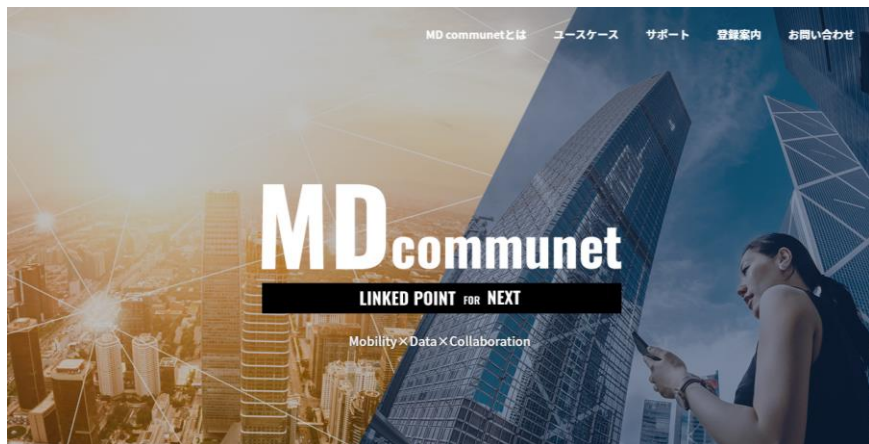 MD communetとは ユースケース サポート 登録案内 お問い合わせ
MD communet
LINKED POINT FOR NEXT
Mobility×Data×Collaboration